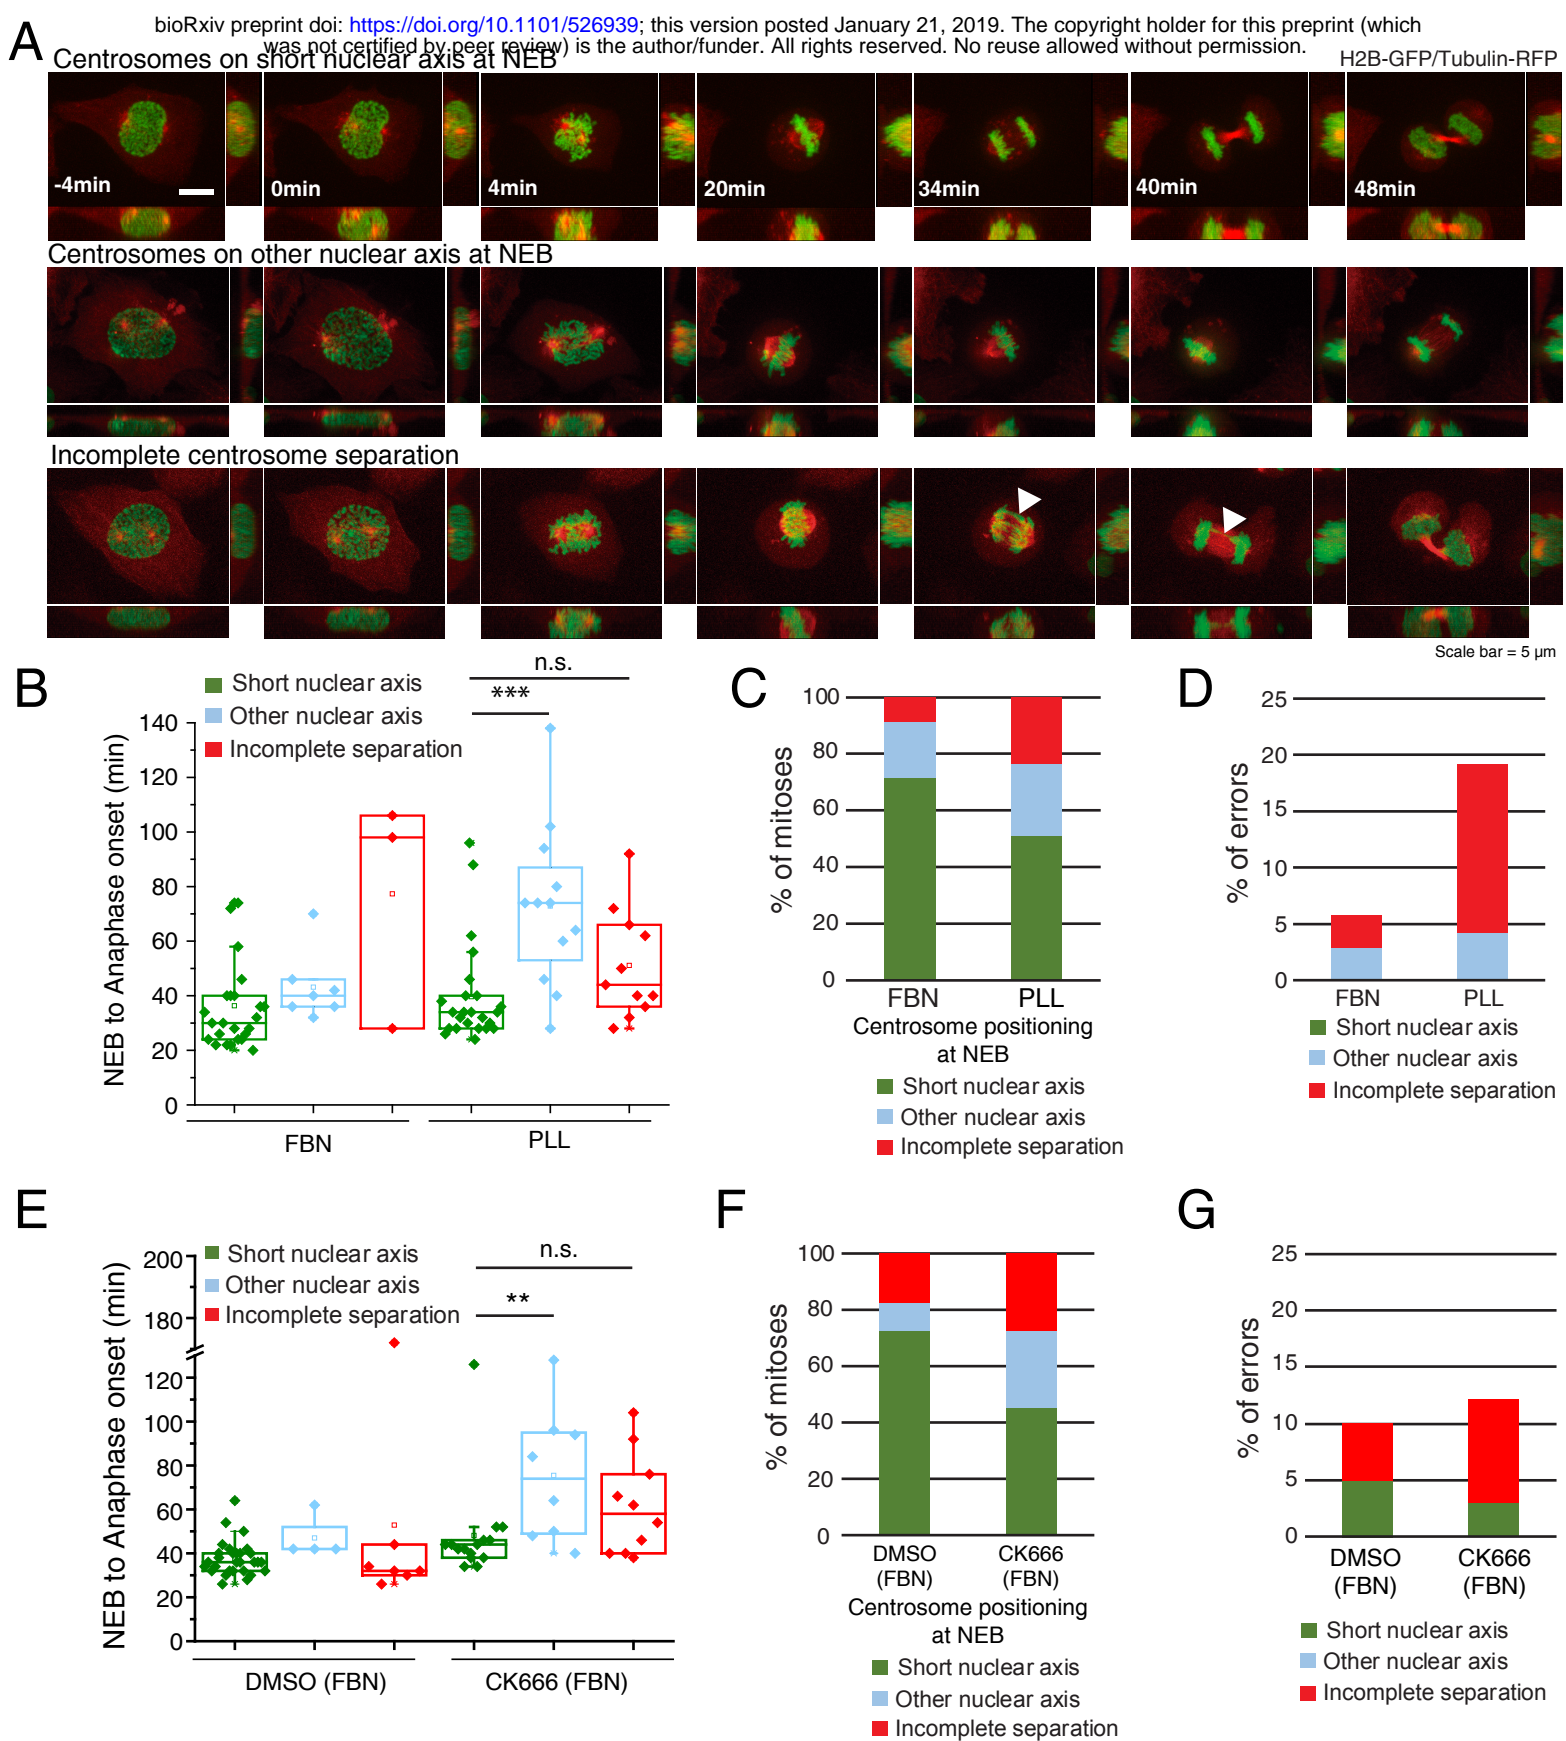 bioRxiv preprint doi: https://doi.org/10.1101/526939; this version posted January 21, 2019. The copyright holder for this preprint (which
was not certified by peer review) is the author/funder. All rights reserved. No reuse allowed without permission.
A
Centrosomes on short nuclear axis at NEB
H2B-GFP/Tubulin-RFP
-4min
0min
4min
20min
34min
40min
48min
Centrosomes on other nuclear axis at NEB
Incomplete centrosome separation
Scale bar = 5 µm
B
NEB to Anaphase onset (min)
140
120
100
80
60
40
20
0
Short nuclear axis
Other nuclear axis
Incomplete separation
n.s.
***
FBN
PLL
C
% of mitoses
100
80
60
40
20
0
FBN
PLL
Centrosome positioning
at NEB
Short nuclear axis
Other nuclear axis
Incomplete separation
D
% of errors
25
20
15
10
5
0
FBN
PLL
Short nuclear axis
Other nuclear axis
Incomplete separation
E
NEB to Anaphase onset (min)
200
180
120
100
80
60
40
20
0
Short nuclear axis
Other nuclear axis
Incomplete separation
n.s.
**
DMSO (FBN)
CK666 (FBN)
F
% of mitoses
100
80
60
40
20
0
DMSO
(FBN)
CK666
(FBN)
Centrosome positioning
at NEB
Short nuclear axis
Other nuclear axis
Incomplete separation
G
% of errors
25
20
15
10
5
0
DMSO
(FBN)
CK666
(FBN)
Short nuclear axis
Other nuclear axis
Incomplete separation